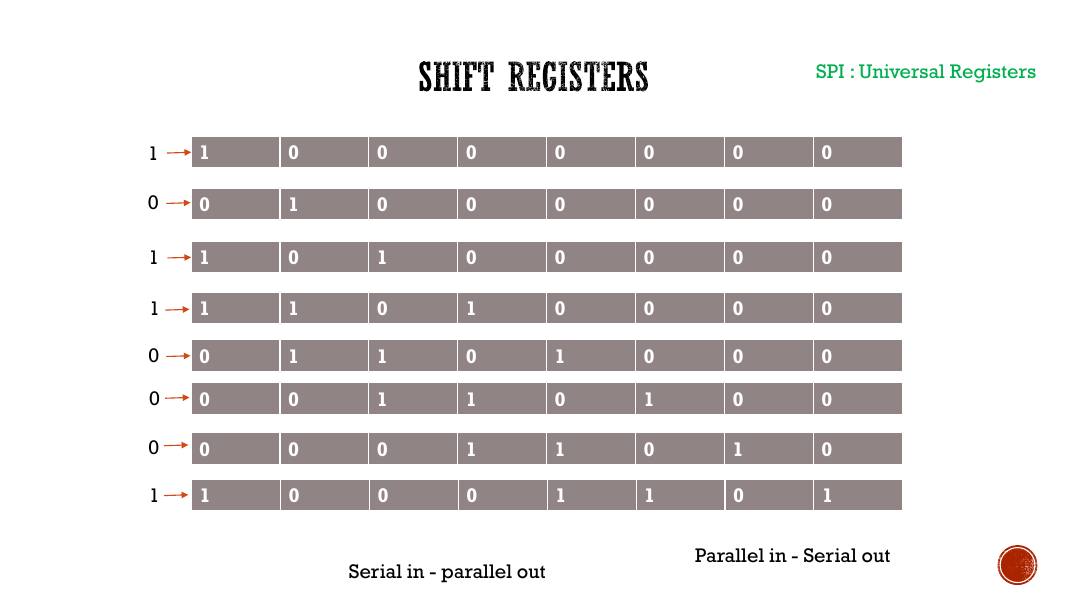 SHIFT REGISTERS
SPI : Universal Registers
1 1 0 0 0 0 0 0 0
0 0 1 0 0 0 0 0 0
1 1 0 1 0 0 0 0 0
1 1 1 0 1 0 0 0 0
0 0 1 1 0 1 0 0 0
0 0 0 1 1 0 1 0 0
0 0 0 0 1 1 0 1 0
1 1 0 0 0 1 1 0 1
Parallel in - Serial out
Serial in - parallel out